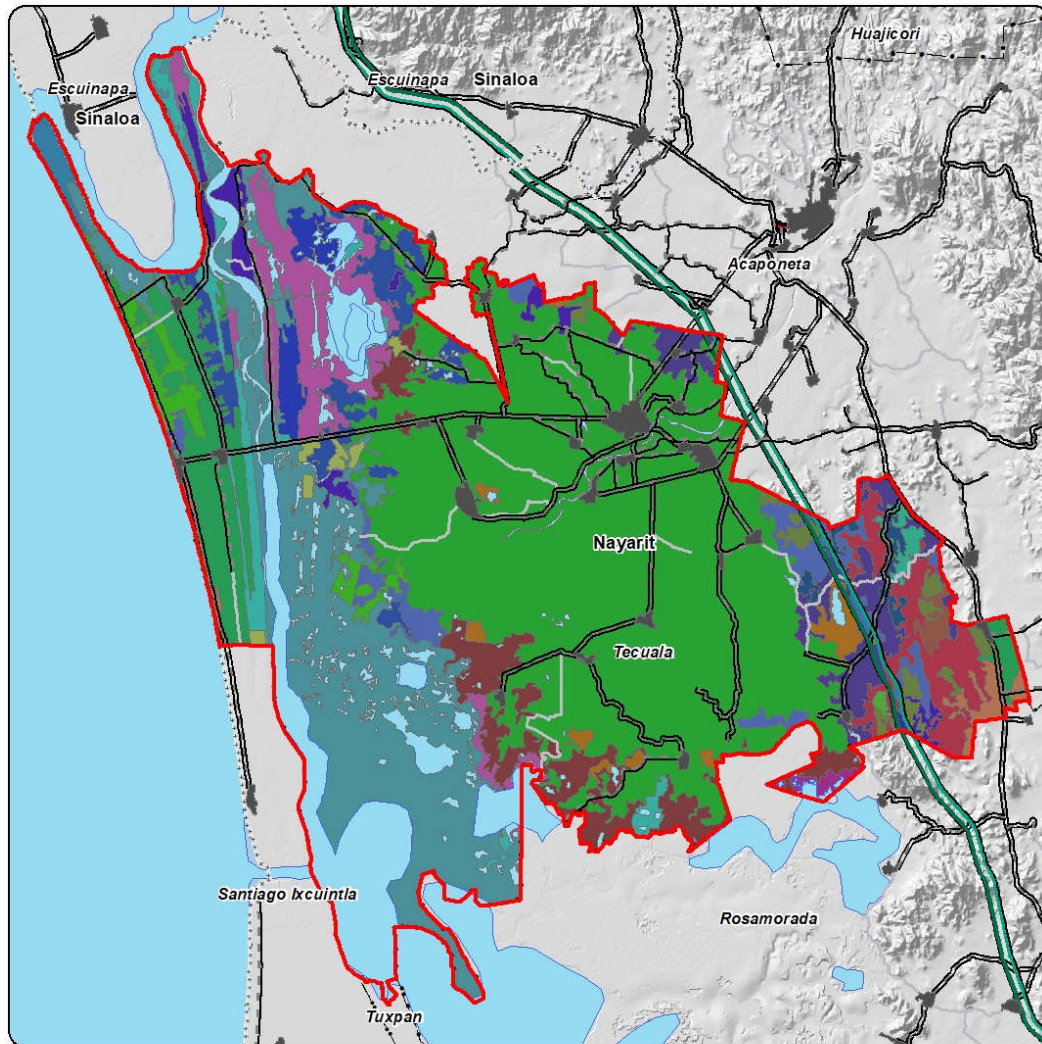 Huajicori
Escuinapa
Sinaloa
Escuinapa
Sinaloa
Acaponeta
Nayarit
Tecuala
Santiago Ixcuintla
Rosamorada
Tuxpan